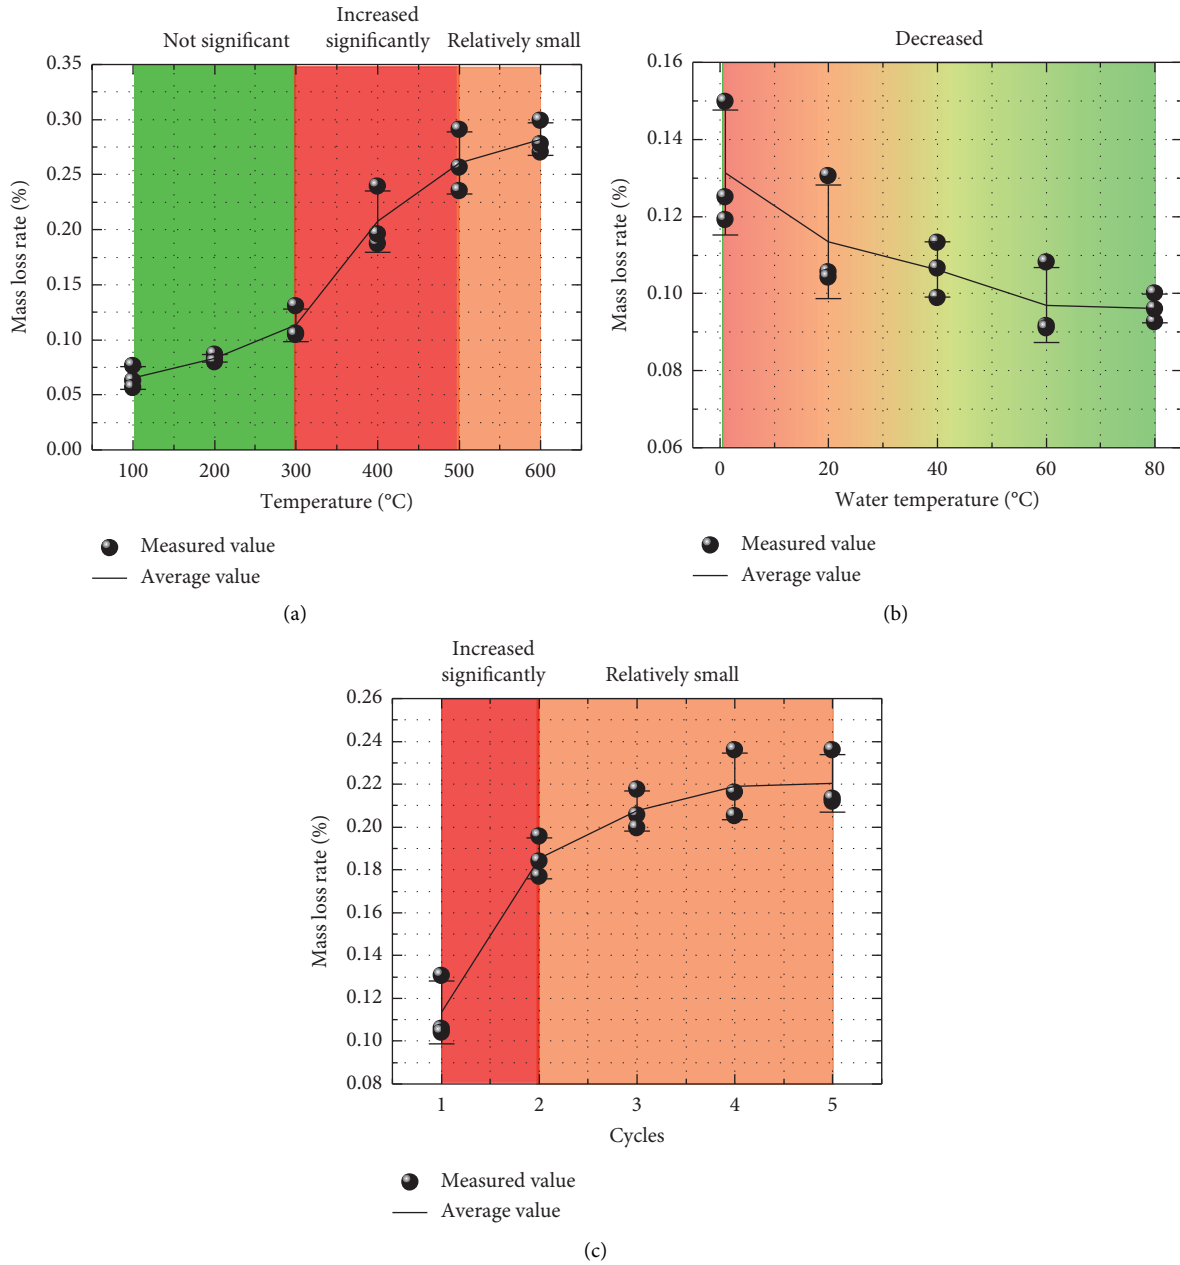 Not significant
Increased
significantly
Relatively small
0.35
0.30
0.25
0.20
0.15
0.10
0.05
0.00
Mass loss rate (%)
100 200 300 400 500 600
Temperature (°C)
Measured value
Average value
(a)
Decreased
0.16
0.14
0.12
0.10
0.08
0.06
Mass loss rate (%)
0 20 40 60 80
Water temperature (°C)
Measured value
Average value
(b)
Increased
significantly
Relatively small
0.26
0.24
0.22
0.20
0.18
0.16
0.14
0.12
0.10
0.08
Mass loss rate (%)
1 2 3 4 5
Cycles
Measured value
Average value
(c)